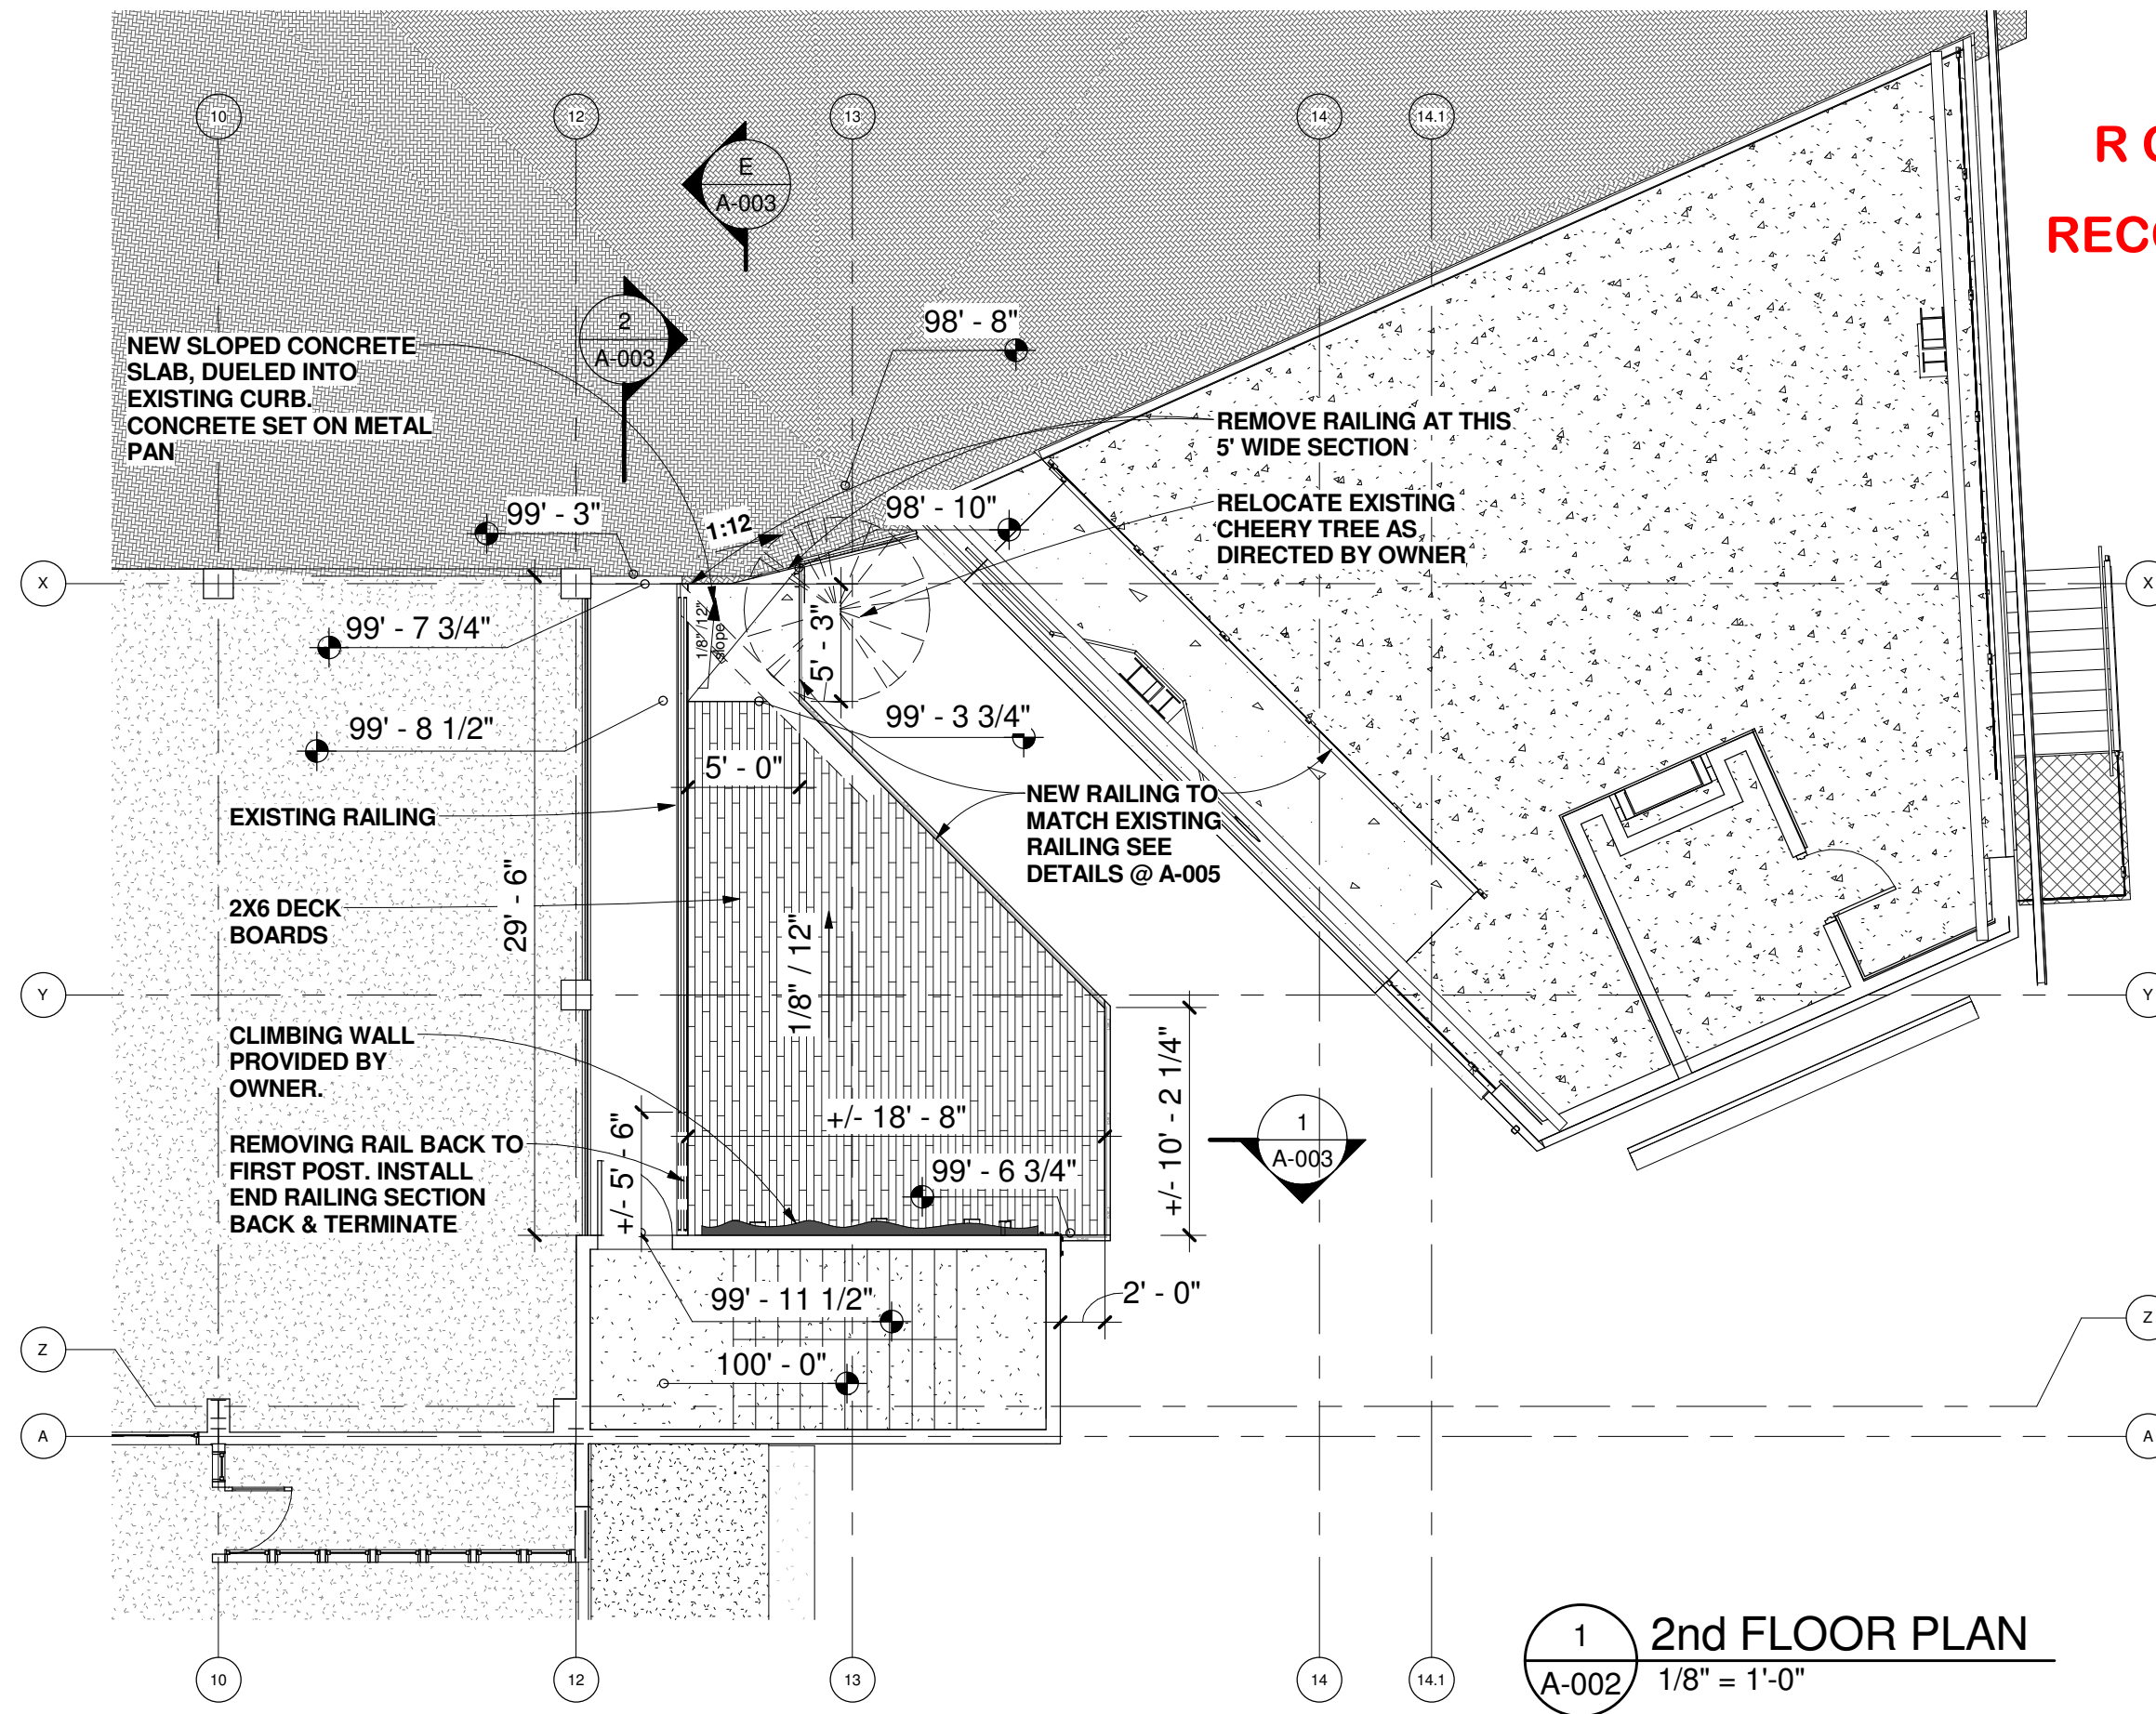 10
12
13
14
14.1
E
A-003
2
A-003
98' - 8"
NEW SLOPED CONCRETE
SLAB, DUELED INTO
EXISTING CURB.
CONCRETE SET ON METAL
PAN
REMOVE RAILING AT THIS
5' WIDE SECTION
RELOCATE EXISTING
CHEERY TREE AS
DIRECTED BY OWNER
99' - 3"
1:12
98' - 10"
X
X
99' - 7 3/4"
1/8" /12"
slope
5' - 3"
99' - 8 1/2"
99' - 3 3/4"
5' - 0"
EXISTING RAILING
NEW RAILING TO
MATCH EXISTING
RAILING SEE
DETAILS @ A-005
29' - 6"
2X6 DECK
BOARDS
1/8" / 12"
Y
Y
CLIMBING WALL
PROVIDED BY
OWNER.
+/- 18' - 8"
+/- 10' - 2 1/4"
+/- 5' - 6"
1
A-003
REMOVING RAIL BACK TO
FIRST POST. INSTALL
END RAILING SECTION
BACK & TERMINATE
99' - 6 3/4"
99' - 11 1/2"
2' - 0"
100' - 0"
Z
Z
A
A
10
12
13
14
14.1
1
A-002
2nd FLOOR PLAN
1/8" = 1'-0"